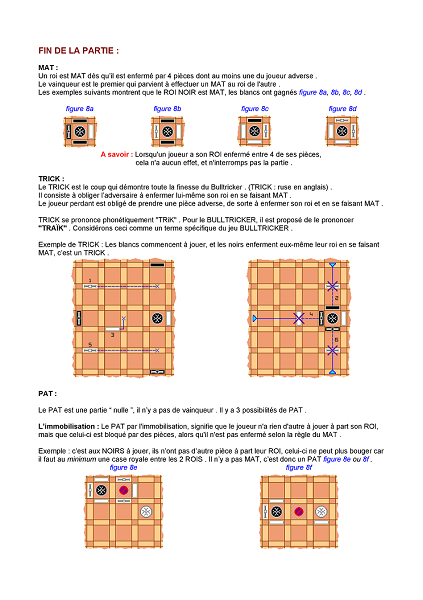 FIN DE LA PARTIE :
MAT :
Un roi est MAT dès qu'il est enfermé par 4 pièces dont au moins une du joueur adverse .
Le vainqueur est le premier qui parvient à effectuer un MAT au roi de l'autre .
Les exemples suivants montrent que le ROI NOIR est MAT, les blancs ont gagnés figure 8a, 8b, 8c, 8d .
figure 8a figure 8b figure 8c figure 8d
A savoir : Lorsqu'un joueur a son ROI enfermé entre 4 de ses pièces,
cela n'a aucun effet, et n'interromps pas la partie .
TRICK :
Le TRICK est le coup qui démontre toute la finesse du Bulltricker . (TRICK : ruse en anglais) .
Il consiste à obliger l'adversaire à enfermer lui-même son roi en se faisant MAT .
Le joueur perdant est obligé de prendre une pièce adverse, de sorte à enfermer son roi et en se faisant MAT .
TRICK se prononce phonétiquement "TRiK" . Pour le BULLTRICKER, il est proposé de le prononcer
"TRAÏK" . Considérons ceci comme un terme spécifique du jeu BULLTRICKER .
Exemple de TRICK : Les blancs commencent à jouer, et les noirs enferment eux-même leur roi en se faisant
MAT, c'est un TRICK .
1
2
3
4
5
6
PAT :
Le PAT est une partie " nulle ", il n'y a pas de vainqueur . Il y a 3 possibilités de PAT .
L'immobilisation : Le PAT par l'immobilisation, signifie que le joueur n'a rien d'autre à jouer à part son ROI,
mais que celui-ci est bloqué par des pièces, alors qu'il n'est pas enfermé selon la règle du MAT .
Exemple : c'est aux NOIRS à jouer, ils n'ont pas d'autre pièce à part leur ROI, celui-ci ne peut plus bouger car
il faut au minimum une case royale entre les 2 ROIS . Il n'y a pas MAT, c'est donc un PAT figure 8e ou 8f .
figure 8e figure 8f